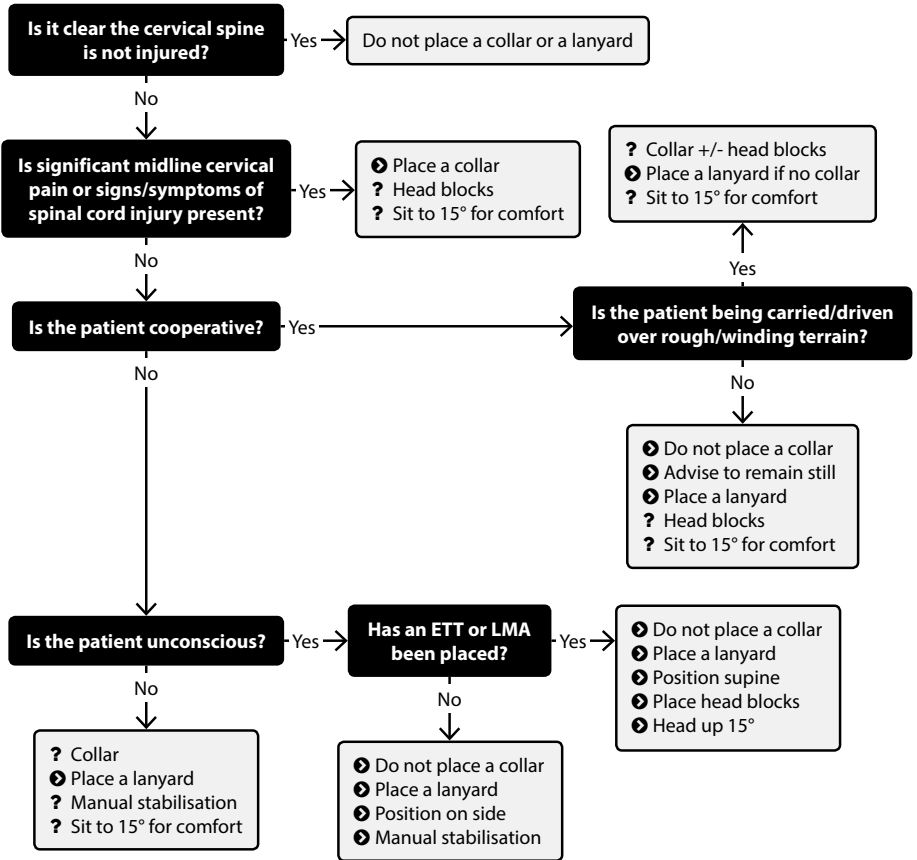 Is it clear the cervical spine
is not injured?
Yes
Do not place a collar or a lanyard
No
Is significant midline cervical
pain or signs/symptoms of
spinal cord injury present?
Yes
Place a collar
? Head blocks
? Sit to 15° for comfort
No
Is the patient cooperative?
Yes
Is the patient being carried/driven
over rough/winding terrain?
Yes
? Collar +/- head blocks
Place a lanyard if no collar
? Sit to 15° for comfort
No
Do not place a collar
Advise to remain still
Place a lanyard
? Head blocks
? Sit to 15° for comfort
No
Is the patient unconscious?
Yes
Has an ETT or LMA
been placed?
Yes
Do not place a collar
Place a lanyard
Position supine
Place head blocks
Head up 15°
No
Do not place a collar
Place a lanyard
Position on side
Manual stabilisation
No
? Collar
Place a lanyard
? Manual stabilisation
? Sit to 15° for comfort